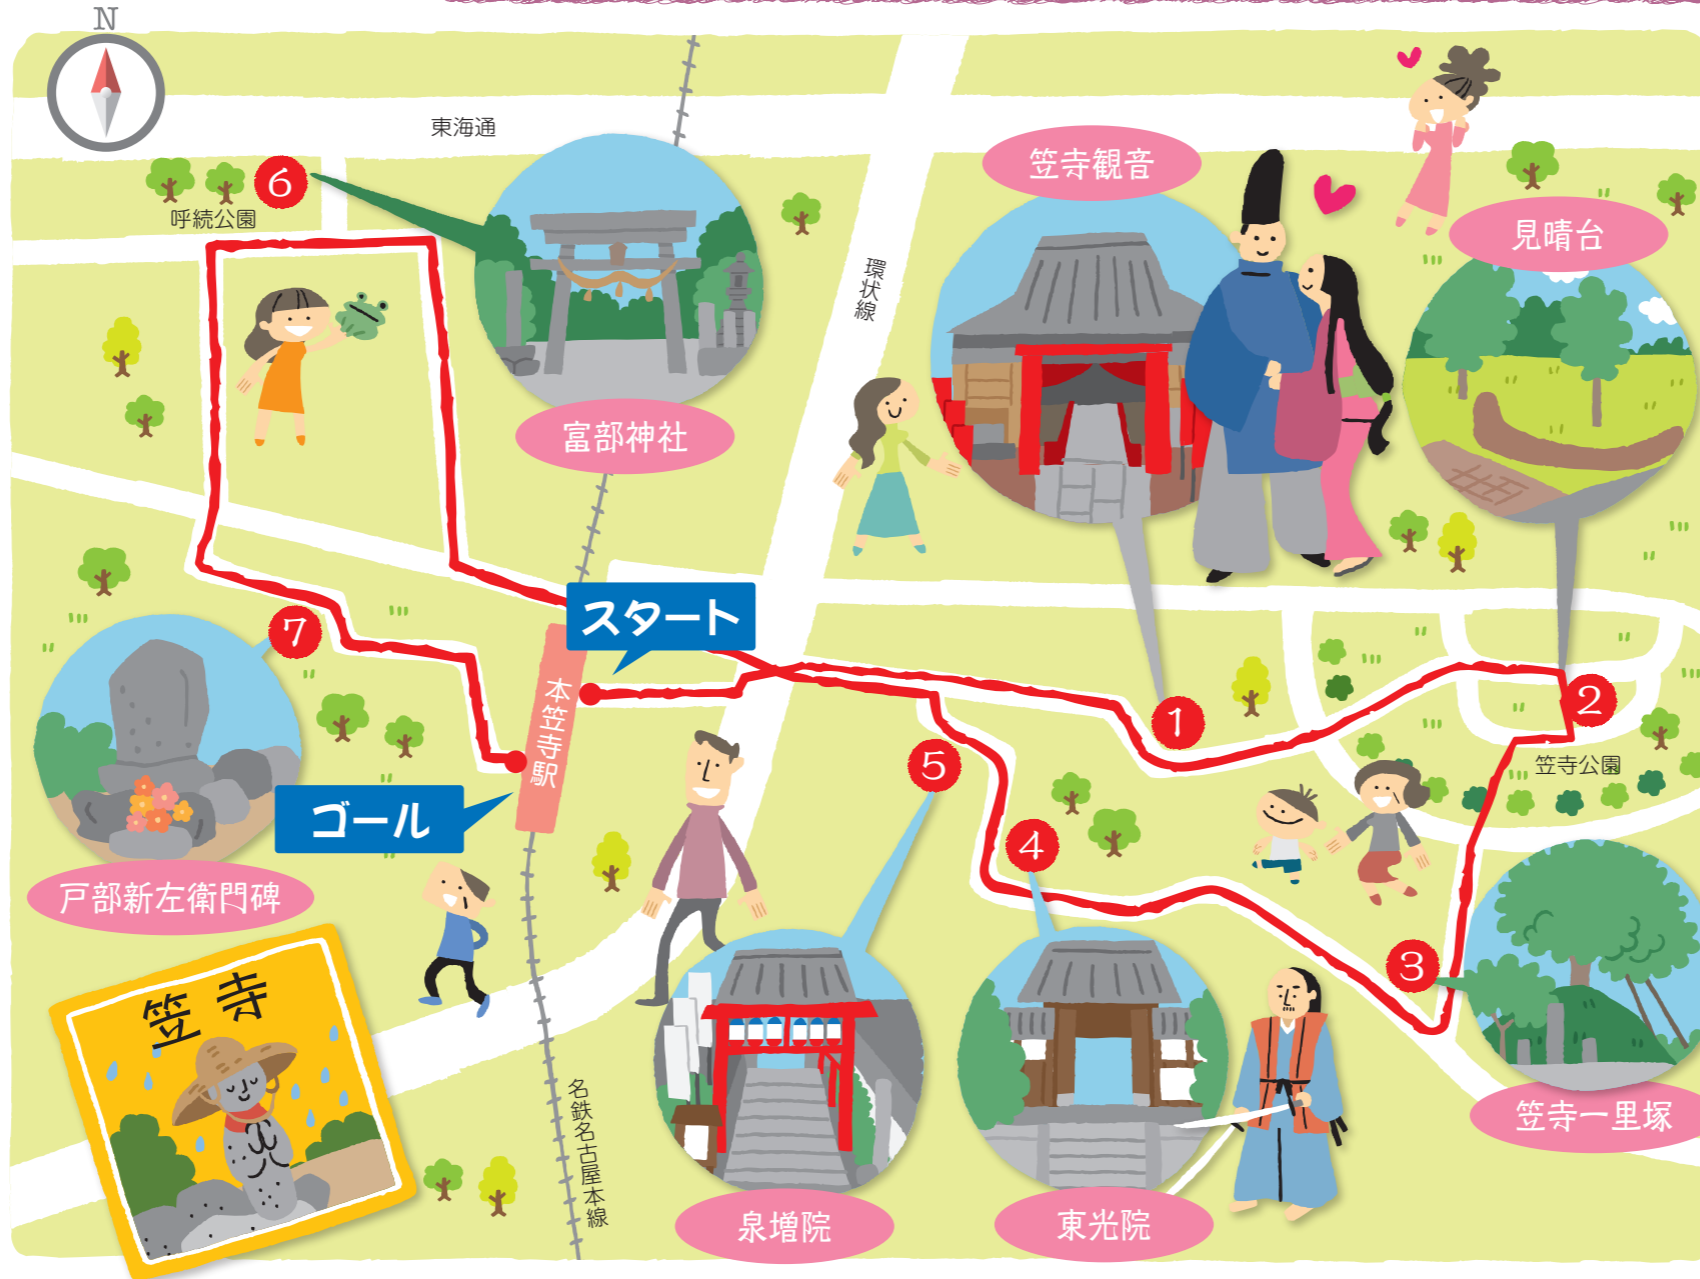 N
東海通
6
呼続公園
笠寺観音
見晴台
環状線
富部神社
スタート
7
本笠寺駅
1
2
笠寺公園
5
ゴール
4
戸部新左衛門碑
3
笠寺
名鉄名古屋本線
笠寺一里塚
泉増院
東光院